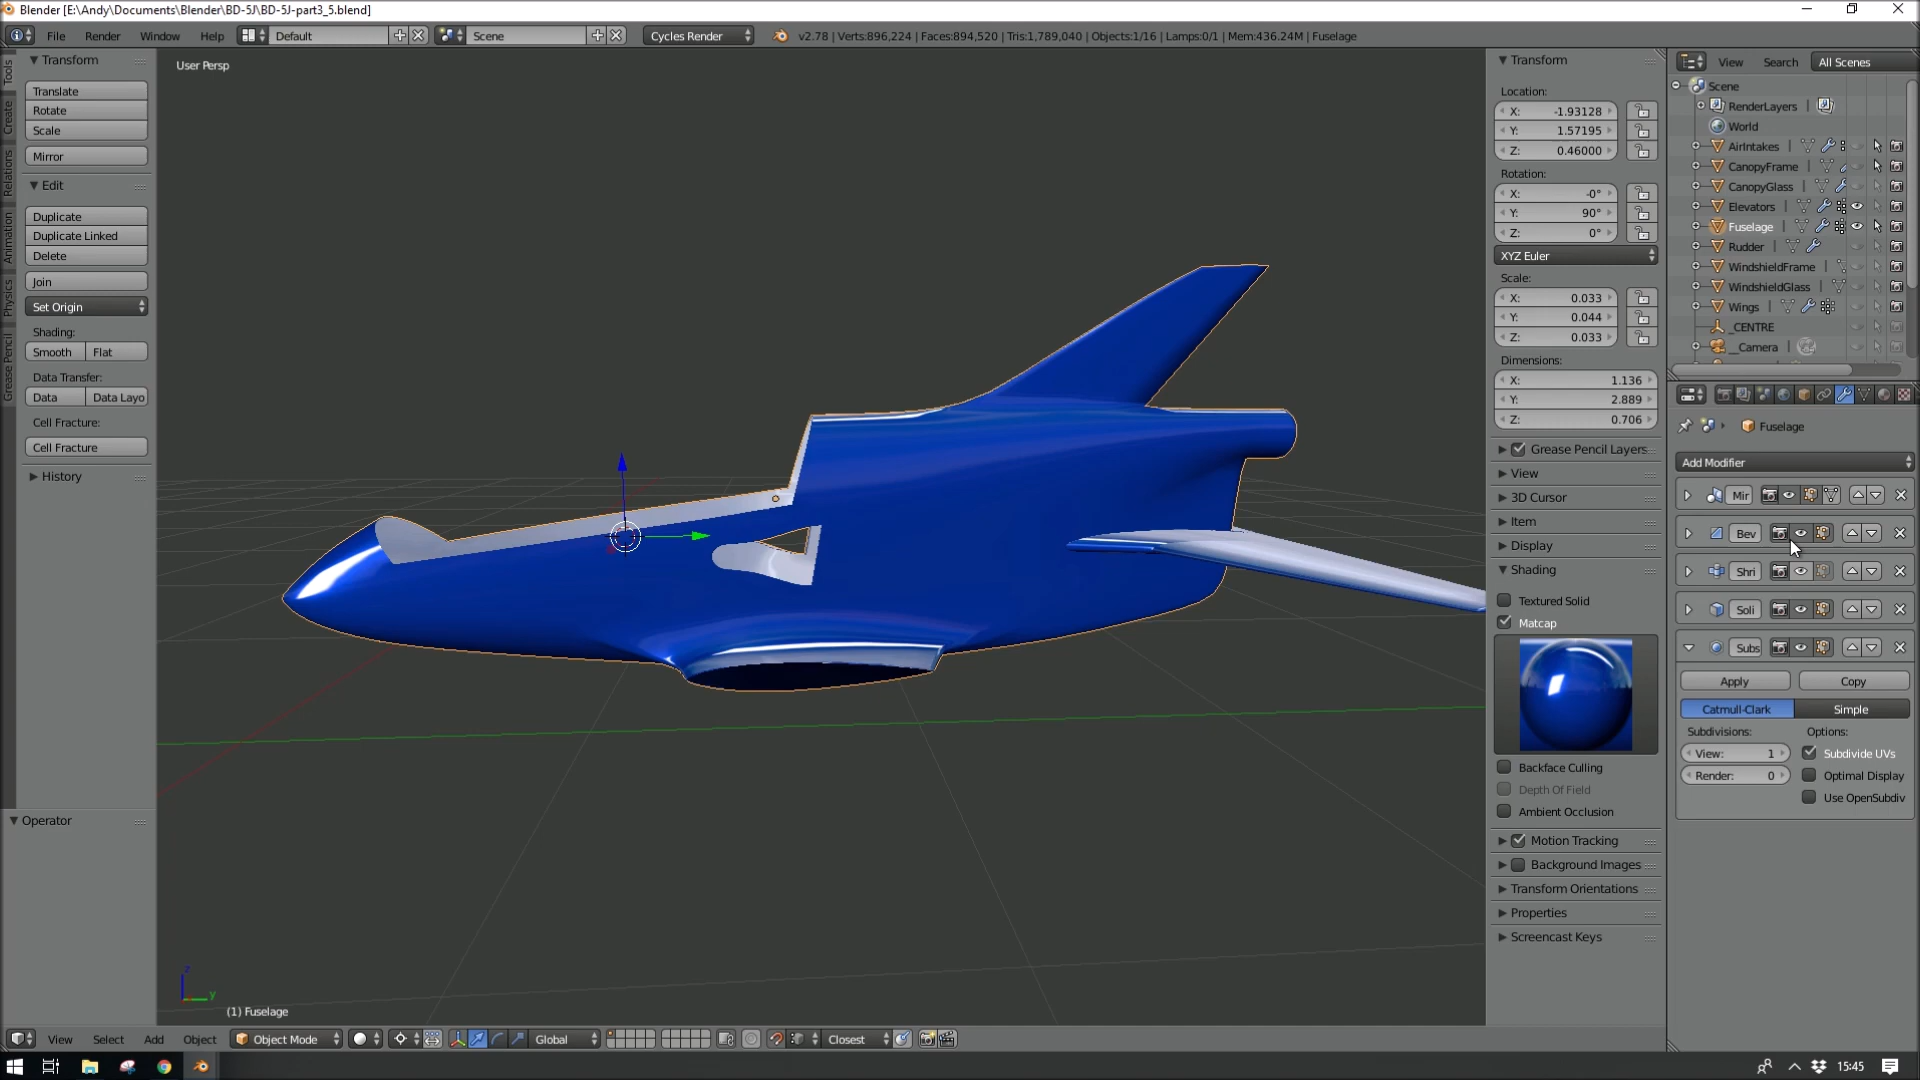 Blender [E:\Andy\Documents\Blender\BD-5J\BD-5J-part3_5.blend]
File Render Window Help Default Scene Cycles Render v2.78 | Verts:896,224 | Faces:894,520 | Tris:1,789,040 | Objects:1/16 | Lamps:0/1 | Mem:436.24M | Fuselage
Tools
Create
Relations
Animation
Physics
Grease Pencil
Transform
Translate
Rotate
Scale
Mirror
Edit
Duplicate
Duplicate Linked
Delete
Join
Set Origin
Shading:
Smooth Flat
Data Transfer:
Data Data Layo
Cell Fracture:
Cell Fracture
History
Operator
User Persp
z
y
(1) Fuselage
Transform
Location:
X: -1.93128
Y: 1.57195
Z: 0.46000
Rotation:
X: -0°
Y: 90°
Z: 0°
XYZ Euler
Scale:
X: 0.033
Y: 0.044
Z: 0.033
Dimensions:
X: 1.136
Y: 2.889
Z: 0.706
Grease Pencil Layers
View
3D Cursor
Item
Display
Shading
Textured Solid
Matcap
Backface Culling
Depth Of Field
Ambient Occlusion
Motion Tracking
Background Images
Transform Orientations
Properties
Screencast Keys
View Search All Scenes
Scene
RenderLayers
World
AirIntakes
CanopyFrame
CanopyGlass
Elevators
Fuselage
Rudder
WindshieldFrame
WindshieldGlass
Wings
_CENTRE
__Camera
Fuselage
Add Modifier
Mir
Bev
Shri
Soli
Subs
Apply Copy
Catmull-Clark Simple
Subdivisions: Options:
View: 1 Subdivide UVs
Render: 0 Optimal Display
Use OpenSubdiv
View Select Add Object Object Mode Global Closest
15:45